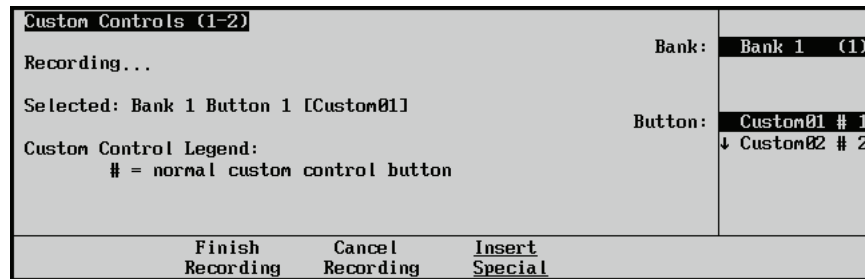 Custom Controls (1-2)
Bank: Bank 1 (1)
Recording...
Selected: Bank 1 Button 1 [Custom01]
Button: Custom01 # 1
↓ Custom02 # 2
Custom Control Legend:
# = normal custom control button
Finish Recording
Cancel Recording
Insert Special